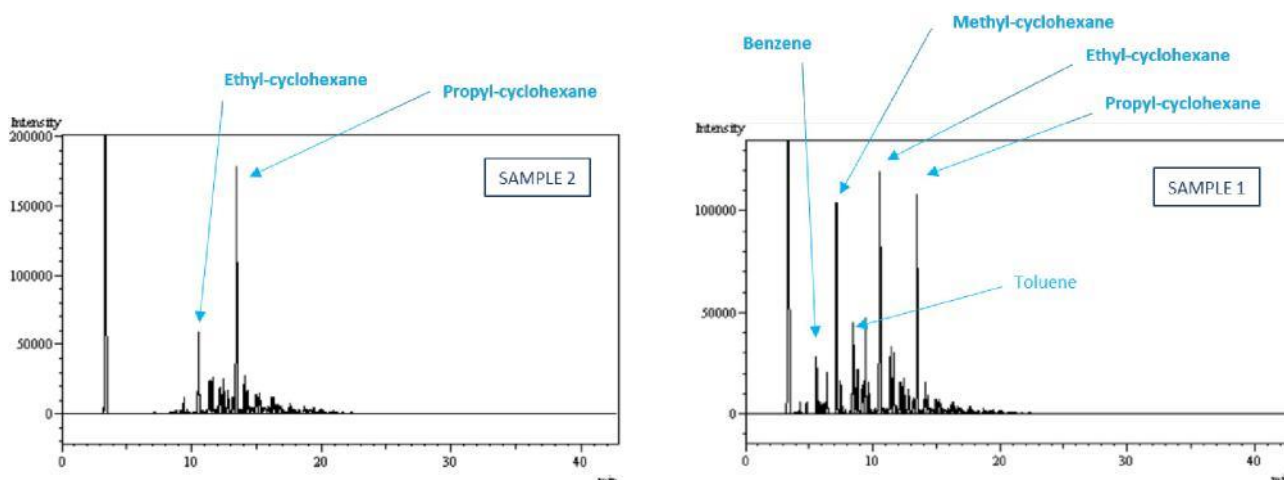 Ethyl-cyclohexane
Propyl-cyclohexane
Intensity
200000
150000
100000
50000
0
SAMPLE 2
0 10 20 30 40
Benzene
Methyl-cyclohexane
Ethyl-cyclohexane
Propyl-cyclohexane
Intensity
100000
50000
0
SAMPLE 1
Toluene
0 10 20 30 40